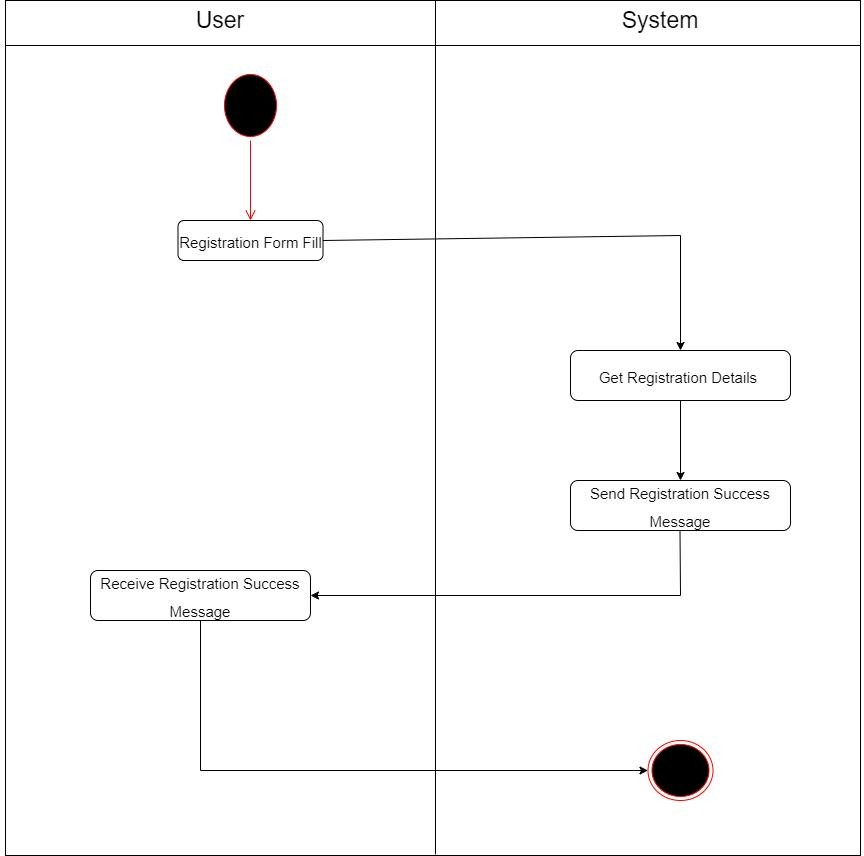 User
System
Registration Form Fill
Get Registration Details
Send Registration Success
Message
Receive Registration Success
Message